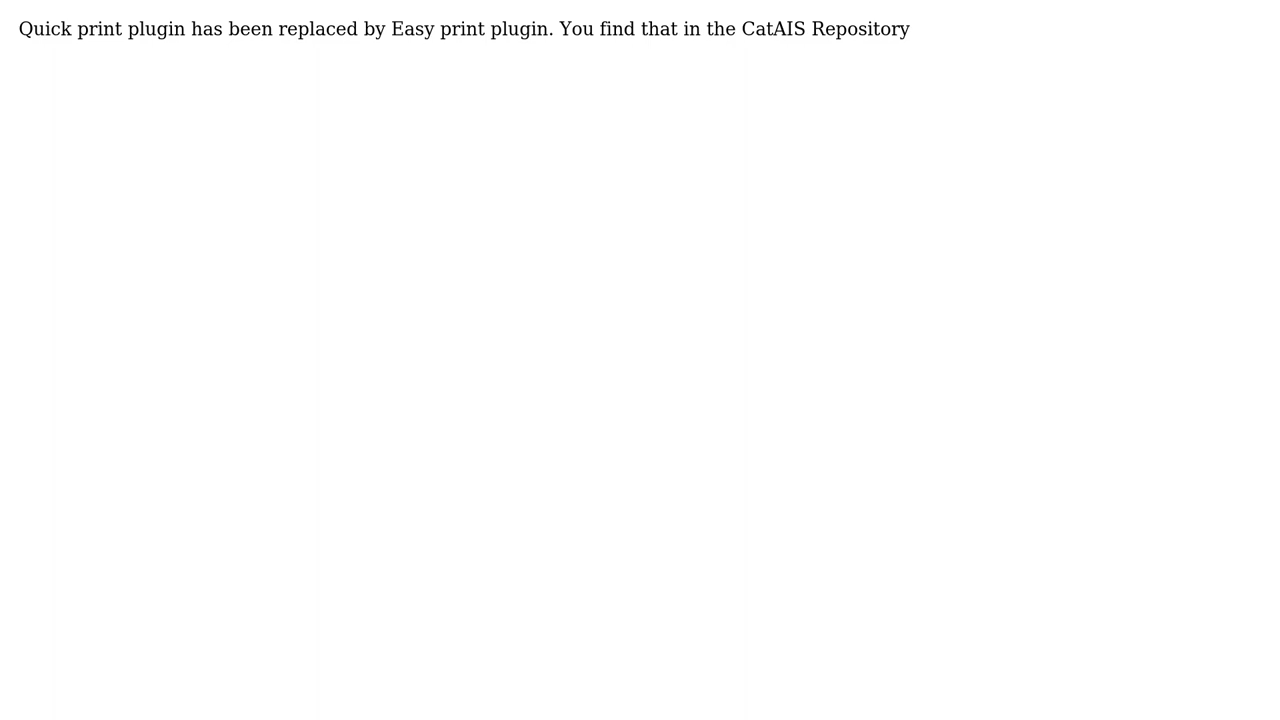 Quick print plugin has been replaced by Easy print plugin. You find that in the CatAIS Repository